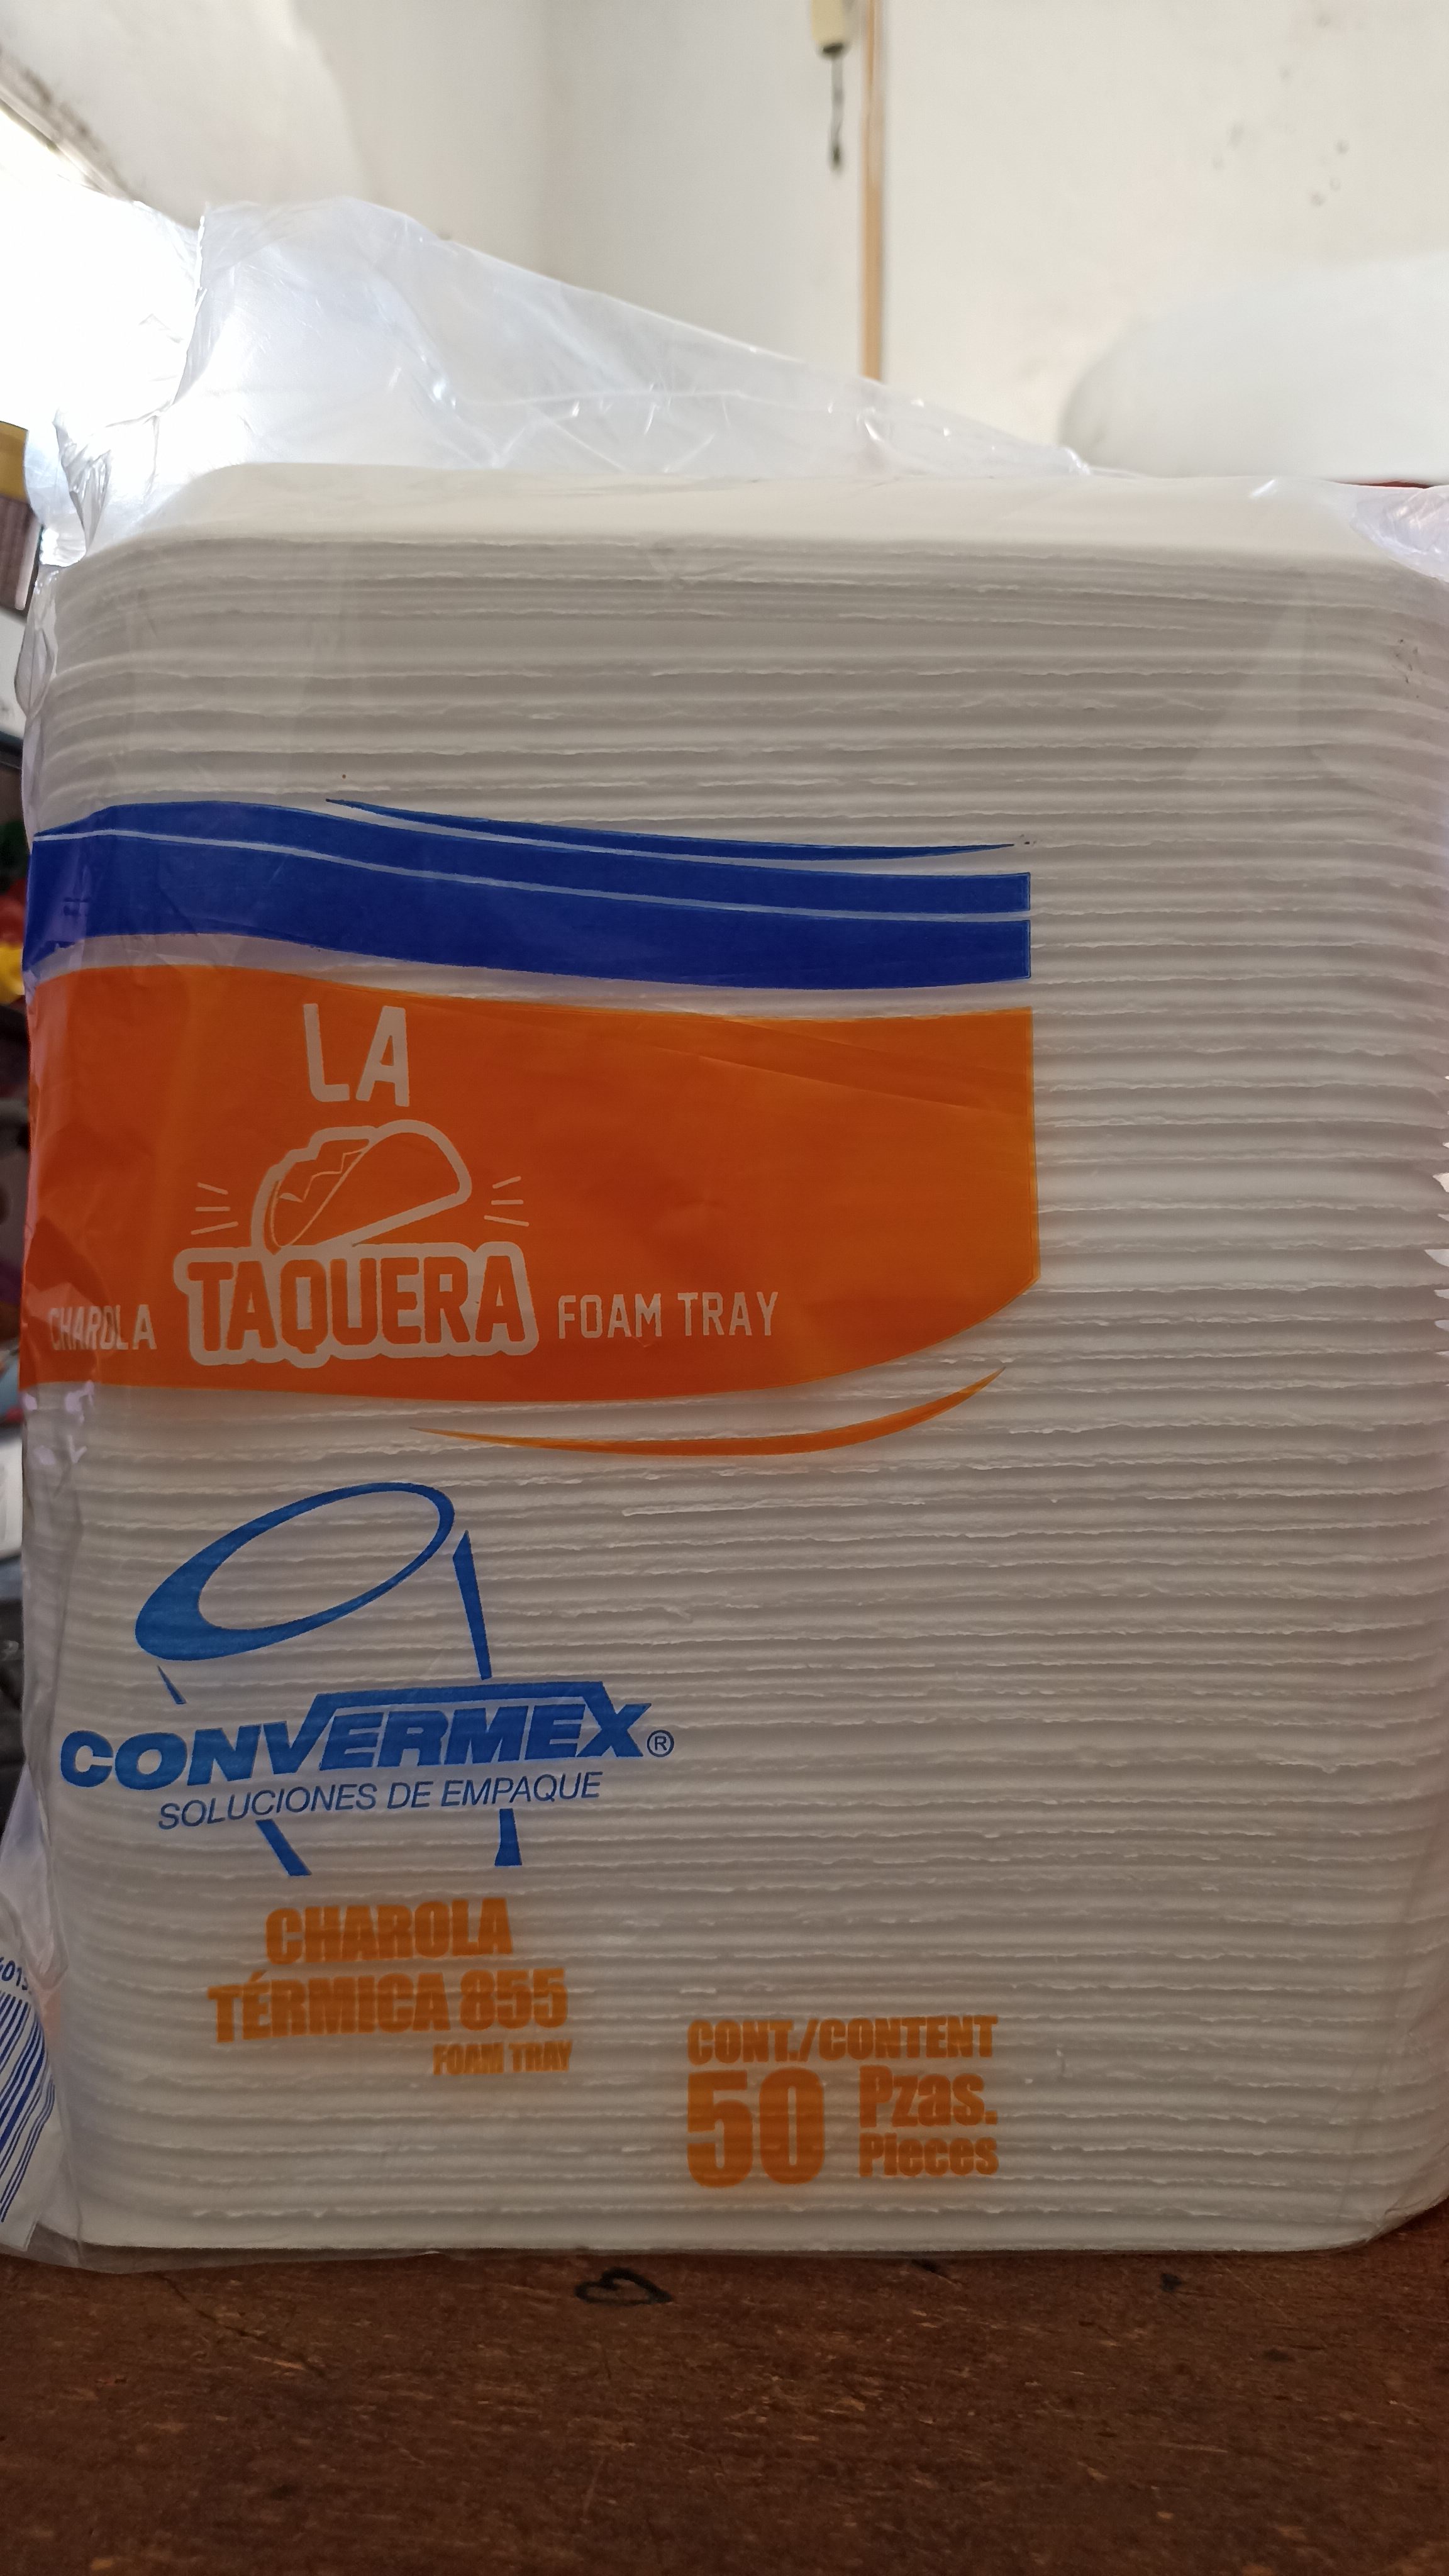 LA
CHAROLA TAQUERA FOAM TRAY
CONVERMEX®
SOLUCIONES DE EMPAQUE
CHAROLA
TÉRMICA 855
FOAM TRAY
CONT./CONTENT
50 Pzas.
Pieces